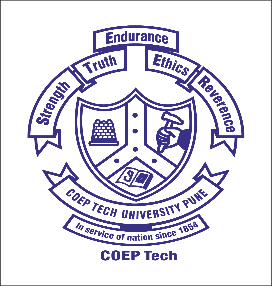 Endurance
Truth
Ethics
Strength
Reverence
COEP TECH UNIVERSITY PUNE
In service of nation since 1854
COEP Tech